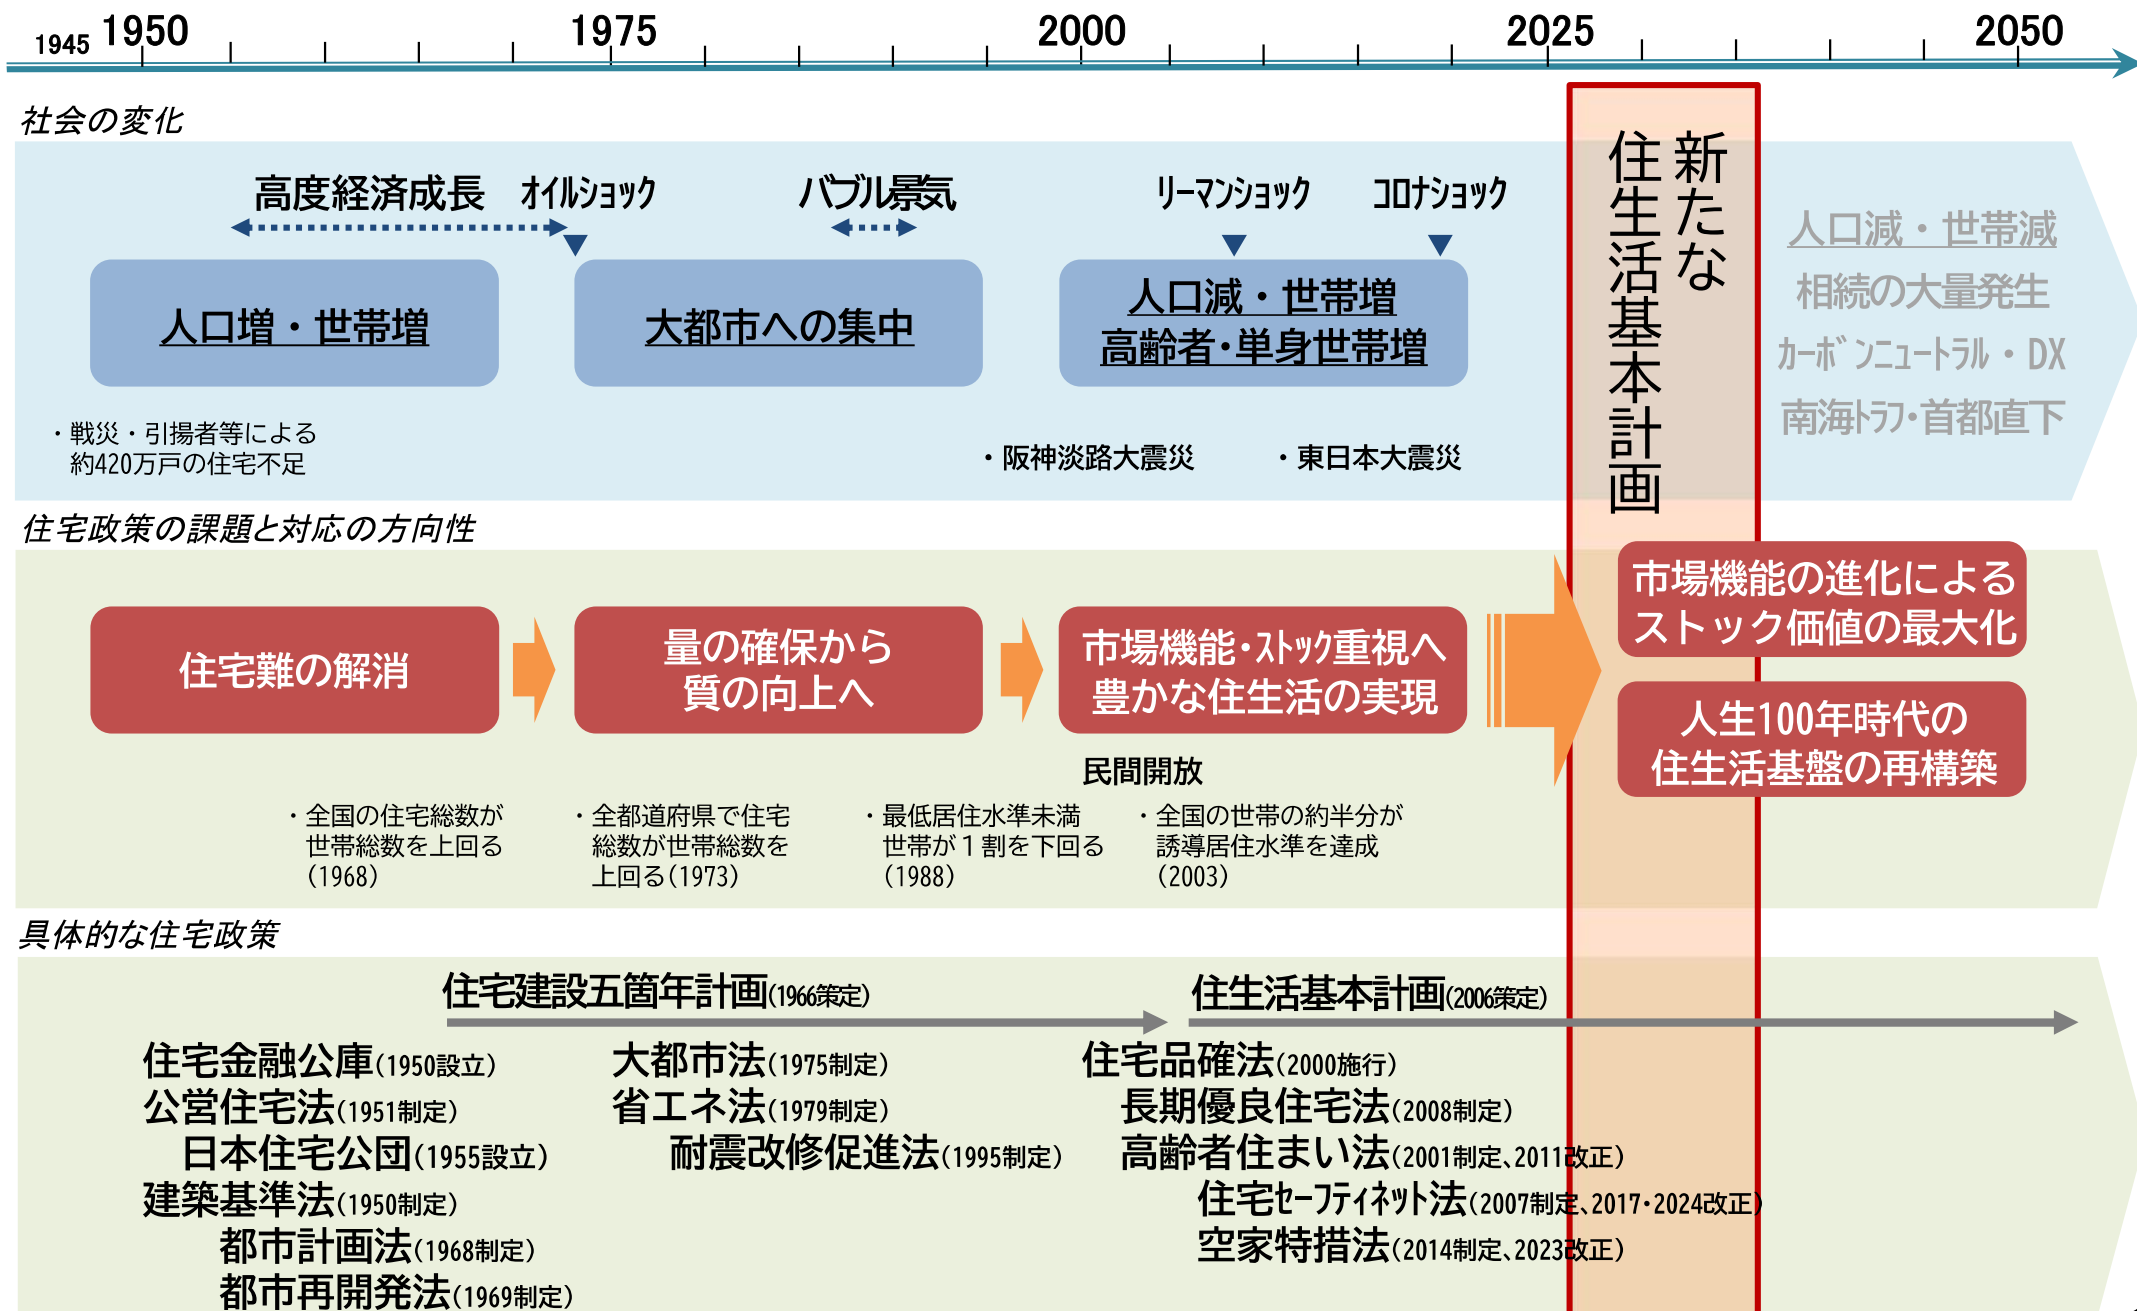 1945 1950 1975 2000 2025 2050
社会の変化
高度経済成長 オイルショック バブル景気 リーマンショック コロナショック
人口増・世帯増
大都市への集中
人口減・世帯増
高齢者・単身世帯増
・戦災・引揚者等による
約420万戸の住宅不足
・阪神淡路大震災
・東日本大震災
新たな
住生活基本計画
人口減・世帯減
相続の大量発生
カーボンニュートラル・DX
南海トラフ・首都直下
住宅政策の課題と対応の方向性
住宅難の解消
量の確保から
質の向上へ
市場機能・ストック重視へ
豊かな住生活の実現
市場機能の進化による
ストック価値の最大化
人生100年時代の
住生活基盤の再構築
民間開放
・全国の住宅総数が
世帯総数を上回る
(1968)
・全都道府県で住宅
総数が世帯総数を
上回る(1973)
・最低居住水準未満
世帯が1割を下回る
(1988)
・全国の世帯の約半分が
誘導居住水準を達成
(2003)
具体的な住宅政策
住宅建設五箇年計画(1966策定)
住生活基本計画(2006策定)
住宅金融公庫(1950設立)
公営住宅法(1951制定)
日本住宅公団(1955設立)
建築基準法(1950制定)
都市計画法(1968制定)
都市再開発法(1969制定)
大都市法(1975制定)
省エネ法(1979制定)
耐震改修促進法(1995制定)
住宅品確法(2000施行)
長期優良住宅法(2008制定)
高齢者住まい法(2001制定、2011改正)
住宅セーフティネット法(2007制定、2017・2024改正)
空家特措法(2014制定、2023改正)